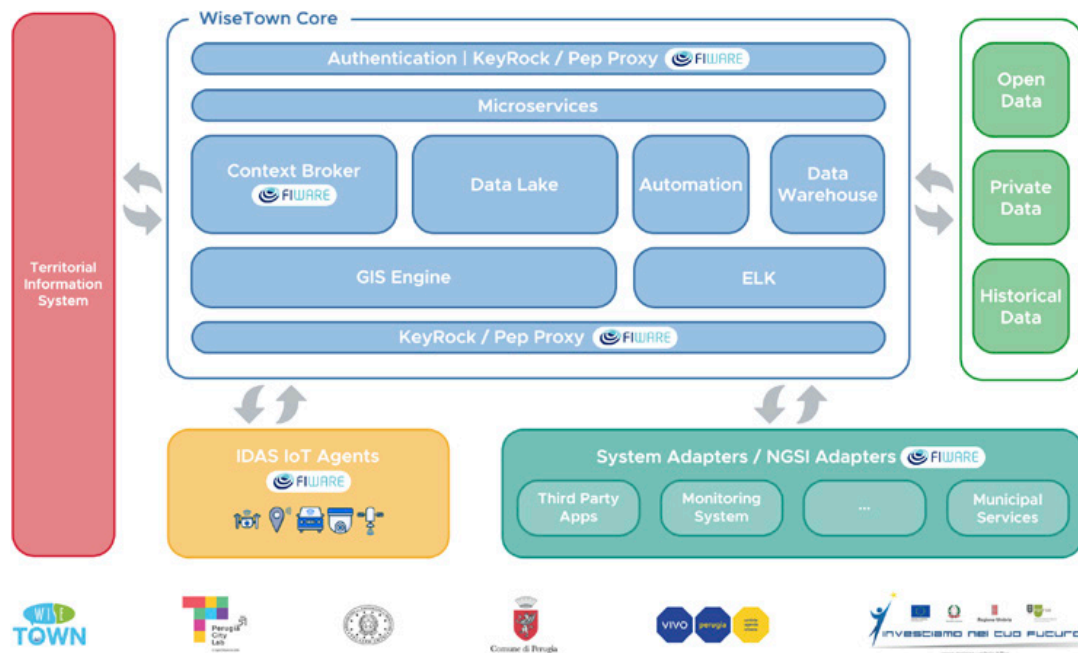 WiseTown Core
Authentication | KeyRock / Pep Proxy FIWARE
Microservices
Context Broker
FIWARE
Data Lake
Automation
Data
Warehouse
GIS Engine
ELK
KeyRock / Pep Proxy FIWARE
Territorial
Information
System
Open
Data
Private
Data
Historical
Data
IDAS IoT Agents
FIWARE
System Adapters / NGSI Adapters FIWARE
Third Party
Apps
Monitoring
System
...
Municipal
Services
WISE
TOWN
Perugia
City
Lab
Comune di Perugia
VIVO
perugia
Regione Umbria
INVESTIAMO NEL TUO FUTURO